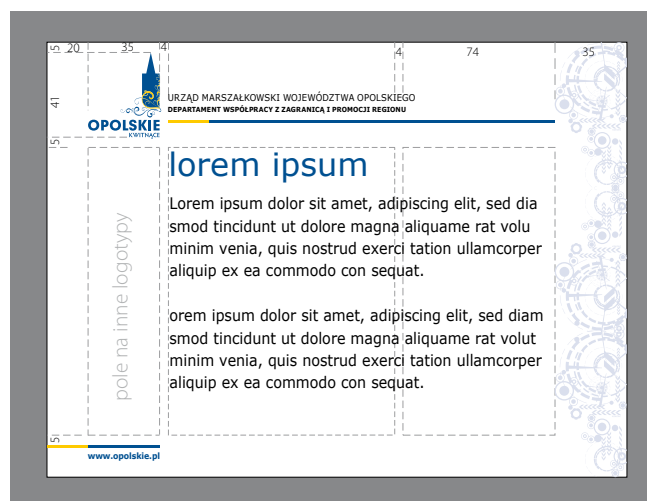 5
20
35
4
4
74
35
41
5
OPOLSKIE
KWITNĄCE
URZĄD MARSZAŁKOWSKI WOJEWÓDZTWA OPOLSKIEGO
DEPARTAMENT WSPÓŁPRACY Z ZAGRANICĄ I PROMOCJI REGIONU
lorem ipsum
Lorem ipsum dolor sit amet, adipiscing elit, sed dia
smod tincidunt ut dolore magna aliquame rat volu
minim venia, quis nostrud exerci tation ullamcorper
aliquip ex ea commodo con sequat.
orem ipsum dolor sit amet, adipiscing elit, sed diam
smod tincidunt ut dolore magna aliquame rat volut
minim venia, quis nostrud exerci tation ullamcorper
aliquip ex ea commodo con sequat.
pole na inne logotypy
5
www.opolskie.pl